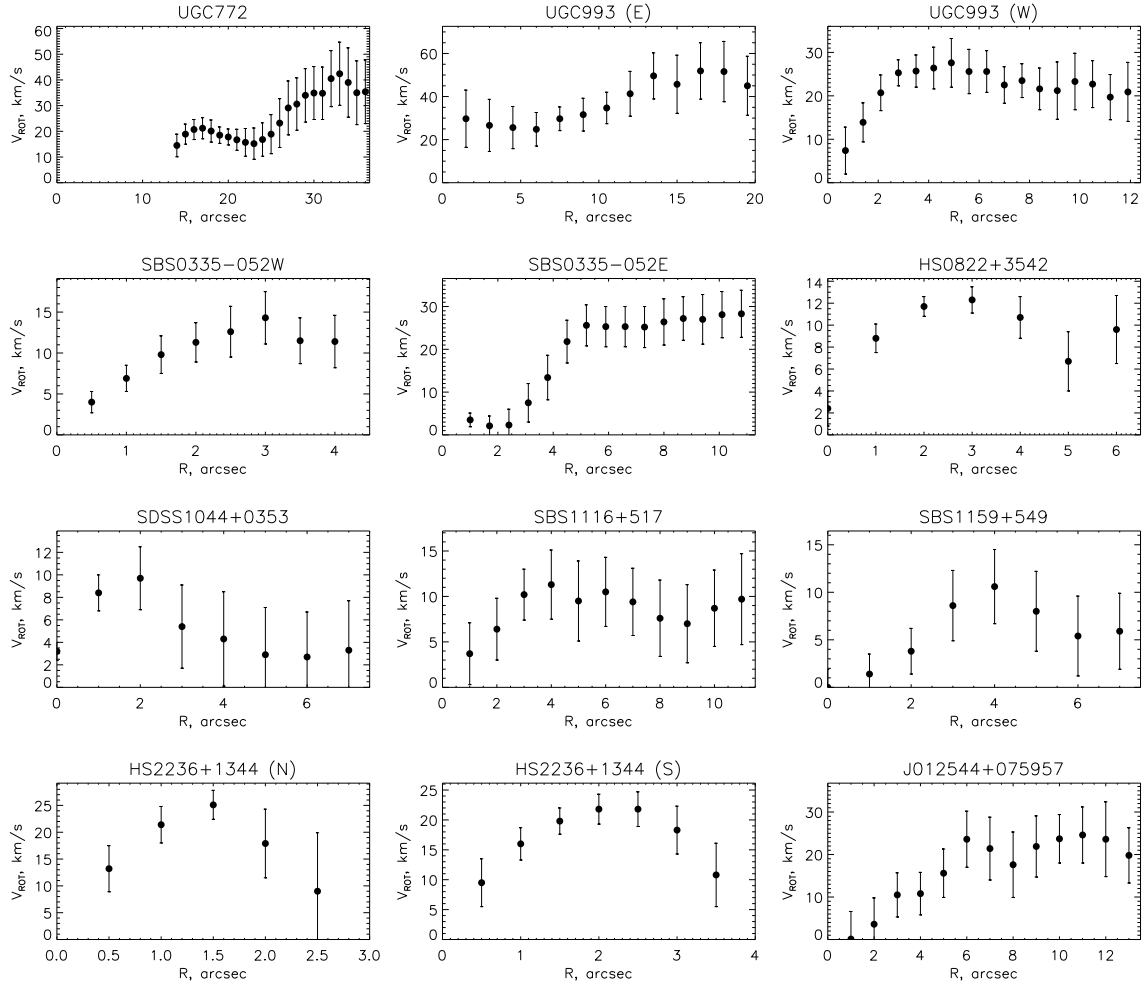 UGC772
UGC993 (E)
UGC993 (W)
V_ROT, km/s
60
50
40
30
20
10
0
0 10 20 30
R, arcsec
V_ROT, km/s
60
40
20
0
0 5 10 15 20
R, arcsec
V_ROT, km/s
30
20
10
0
0 2 4 6 8 10 12
R, arcsec
SBS0335-052W
SBS0335-052E
HS0822+3542
V_ROT, km/s
15
10
5
0
0 1 2 3 4
R, arcsec
V_ROT, km/s
30
20
10
0
0 2 4 6 8 10
R, arcsec
V_ROT, km/s
14
12
10
8
6
4
2
0
0 1 2 3 4 5 6
R, arcsec
SDSS1044+0353
SBS1116+517
SBS1159+549
V_ROT, km/s
12
10
8
6
4
2
0
0 2 4 6
R, arcsec
V_ROT, km/s
15
10
5
0
0 2 4 6 8 10
R, arcsec
V_ROT, km/s
15
10
5
0
0 2 4 6
R, arcsec
HS2236+1344 (N)
HS2236+1344 (S)
J012544+075957
V_ROT, km/s
25
20
15
10
5
0
0.0 0.5 1.0 1.5 2.0 2.5 3.0
R, arcsec
V_ROT, km/s
25
20
15
10
5
0
0 1 2 3 4
R, arcsec
V_ROT, km/s
30
20
10
0
0 2 4 6 8 10 12
R, arcsec